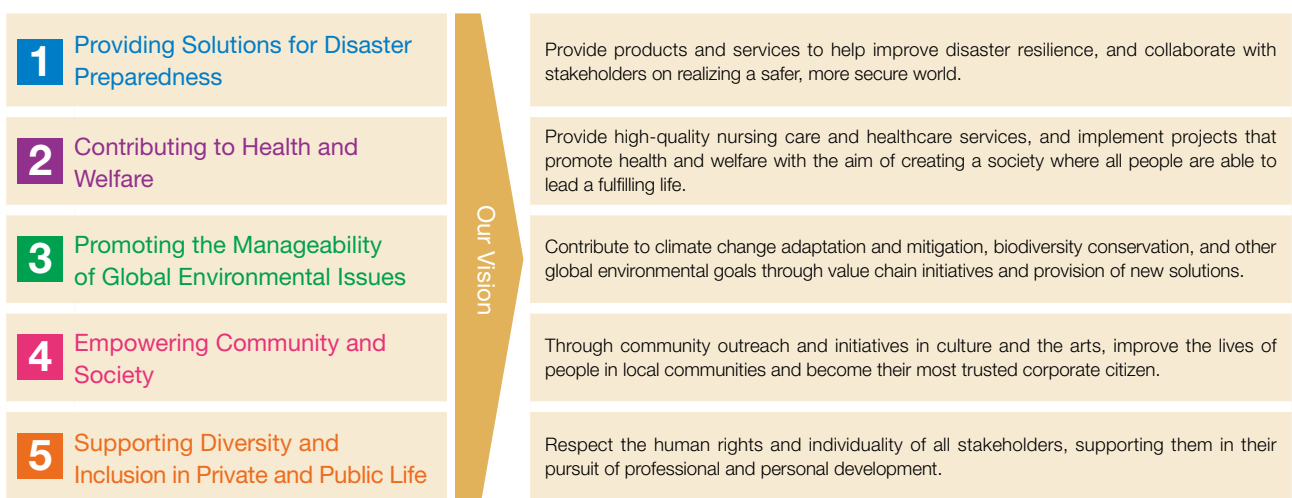 1
Providing Solutions for Disaster
Preparedness
Provide products and services to help improve disaster resilience, and collaborate with
stakeholders on realizing a safer, more secure world.
2
Contributing to Health and
Welfare
Provide high-quality nursing care and healthcare services, and implement projects that
promote health and welfare with the aim of creating a society where all people are able to
lead a fulfilling life.
Our Vision
3
Promoting the Manageability
of Global Environmental Issues
Contribute to climate change adaptation and mitigation, biodiversity conservation, and other
global environmental goals through value chain initiatives and provision of new solutions.
4
Empowering Community and
Society
Through community outreach and initiatives in culture and the arts, improve the lives of
people in local communities and become their most trusted corporate citizen.
5
Supporting Diversity and
Inclusion in Private and Public Life
Respect the human rights and individuality of all stakeholders, supporting them in their
pursuit of professional and personal development.